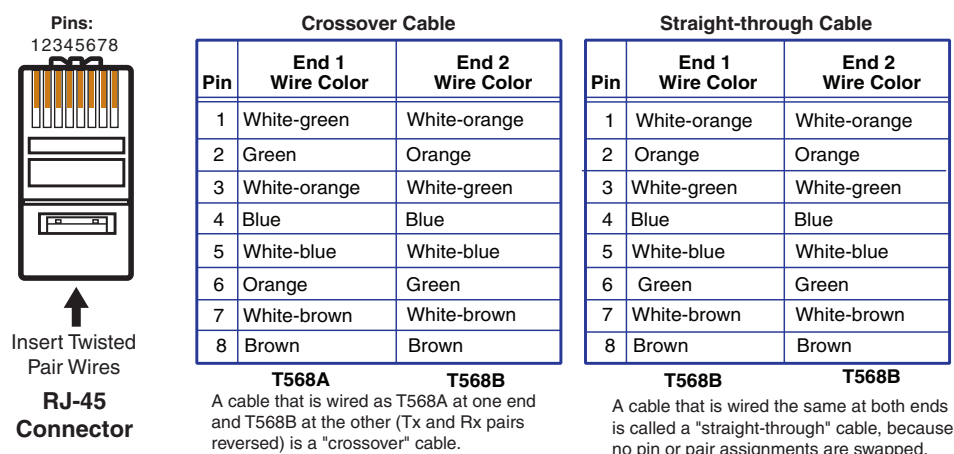 Pins:
12345678
Insert Twisted
Pair Wires
RJ-45
Connector
Crossover Cable
Pin End 1 Wire Color End 2 Wire Color
1 White-green White-orange
2 Green Orange
3 White-orange White-green
4 Blue Blue
5 White-blue White-blue
6 Orange Green
7 White-brown White-brown
8 Brown Brown
T568A T568B
A cable that is wired as T568A at one end
and T568B at the other (Tx and Rx pairs
reversed) is a "crossover" cable.
Straight-through Cable
Pin End 1 Wire Color End 2 Wire Color
1 White-orange White-orange
2 Orange Orange
3 White-green White-green
4 Blue Blue
5 White-blue White-blue
6 Green Green
7 White-brown White-brown
8 Brown Brown
T568B T568B
A cable that is wired the same at both ends
is called a "straight-through" cable, because
no pin or pair assignments are swapped.